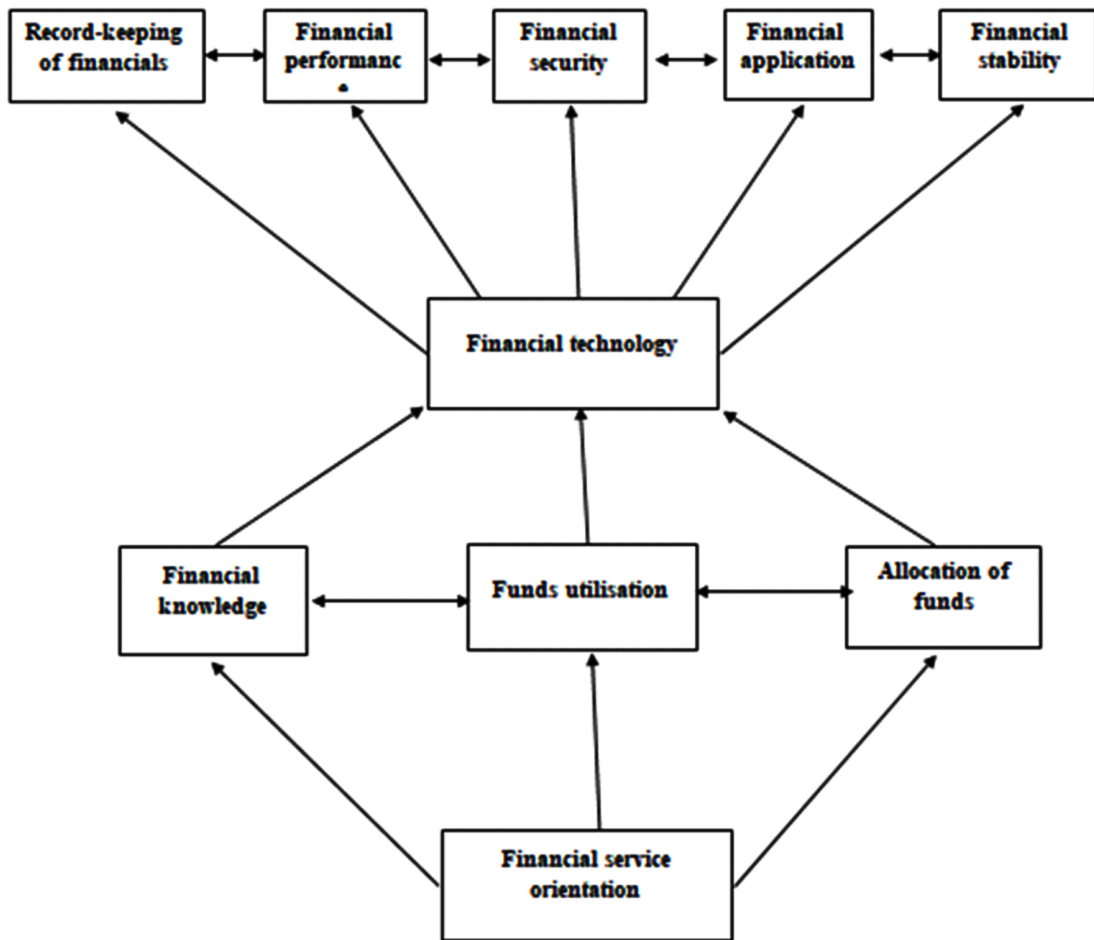 Record-keeping
of financials
Financial
performanc
Financial
security
Financial
application
Financial
stability
Financial technology
Financial
knowledge
Funds utilisation
Allocation of
funds
Financial service
orientation